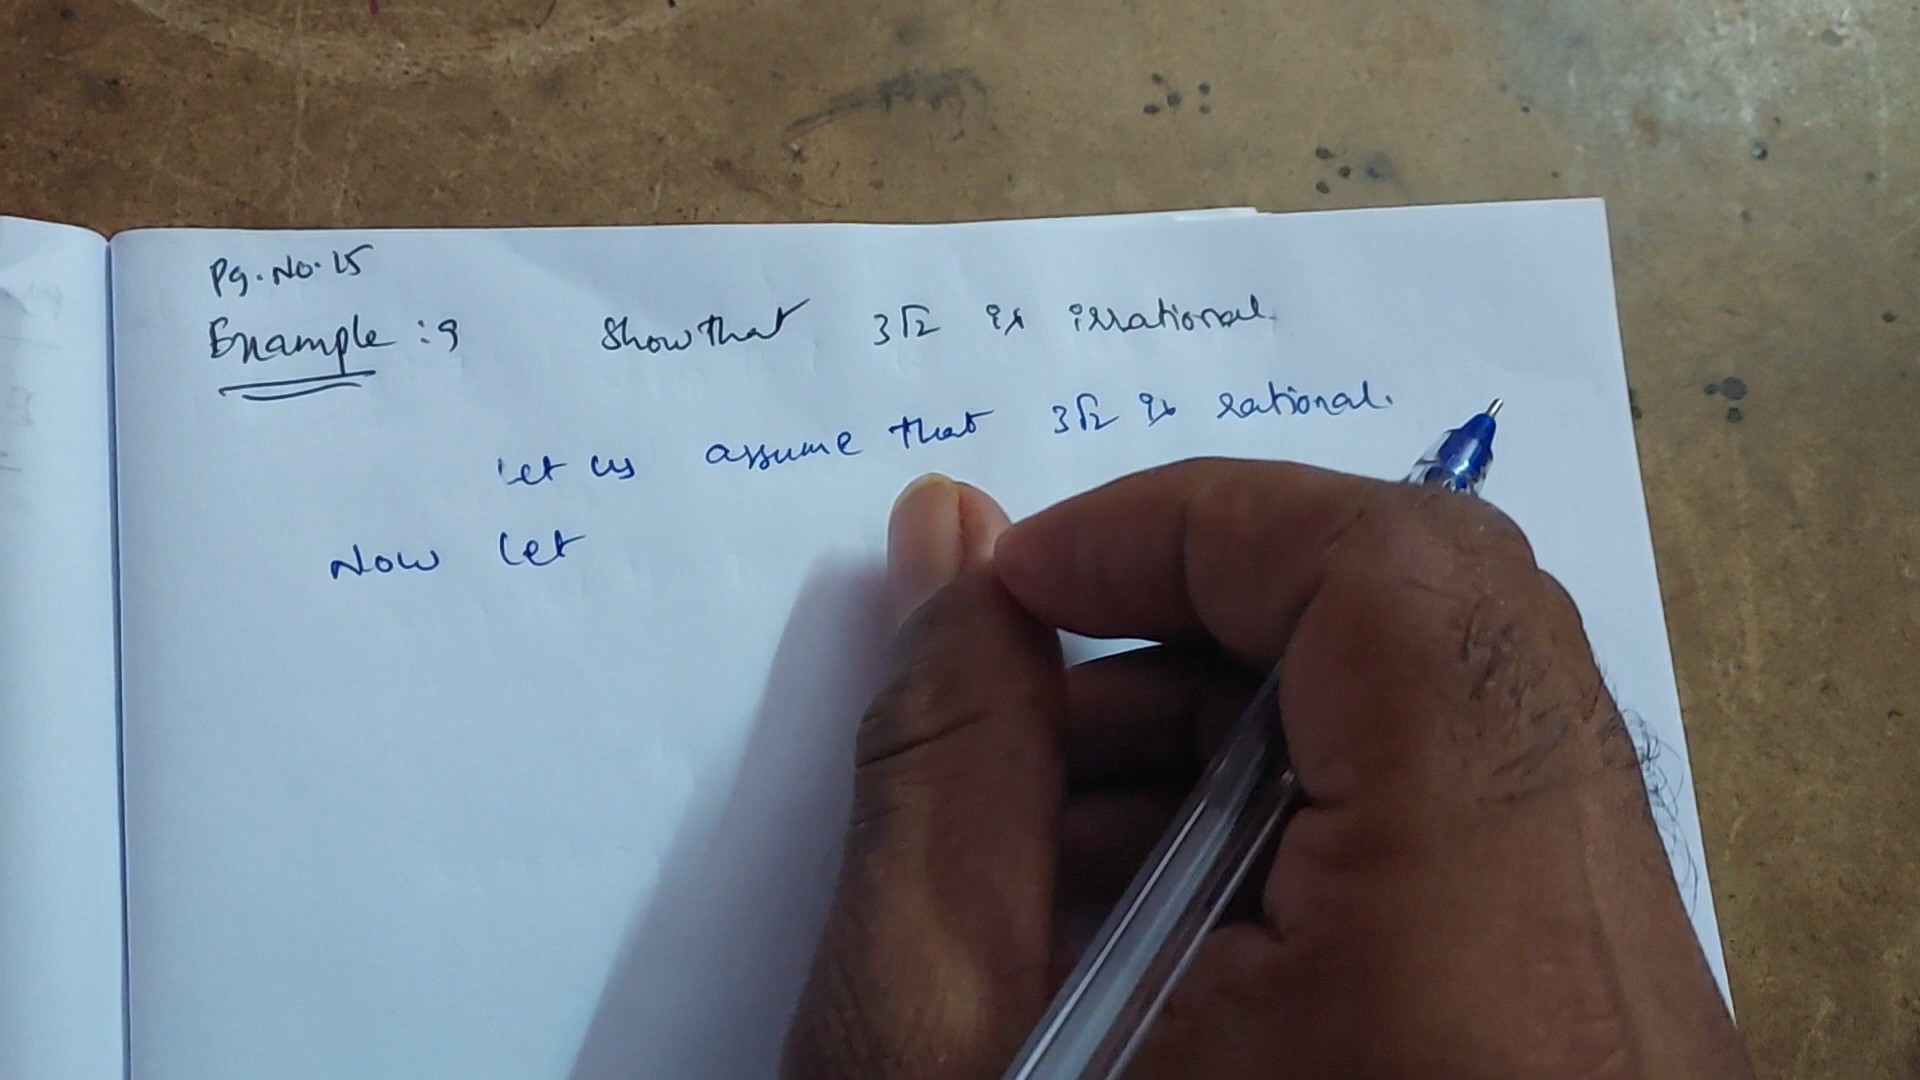 Pg. No. 15
Example : 9 Show that 3√2 is irrational.
Let us assume that 3√2 is rational.
Now let